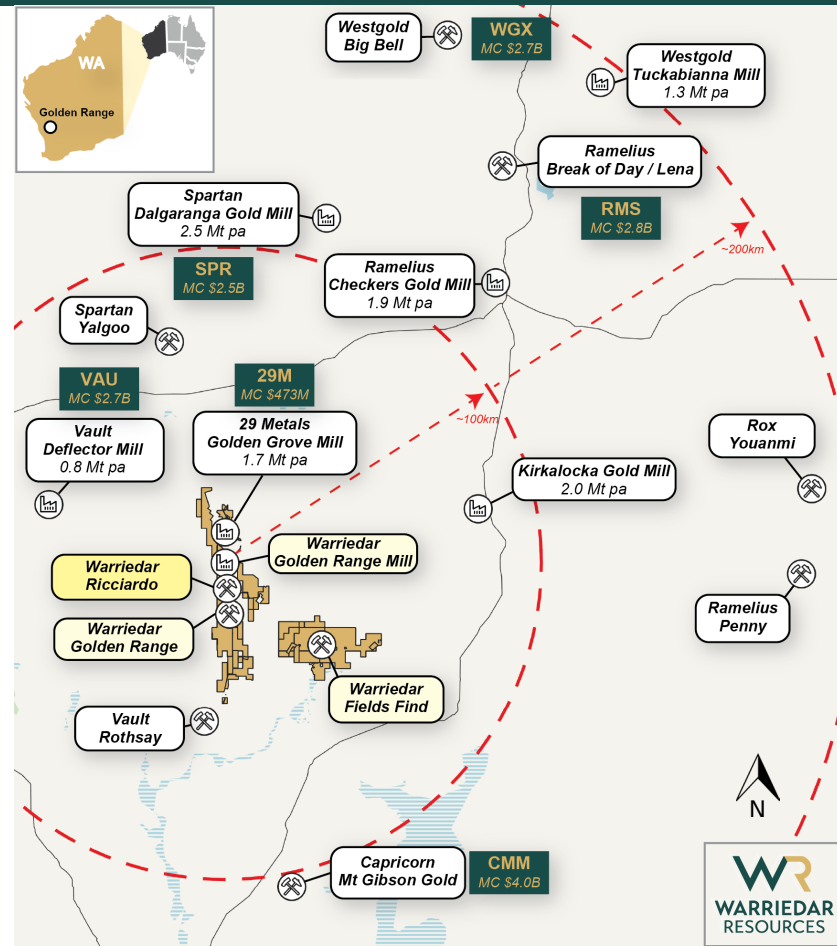 WA
Golden Range
Westgold
Big Bell
WGX
MC $2.7B
Westgold
Tuckabianna Mill
1.3 Mt pa
Ramelius
Break of Day / Lena
RMS
MC $2.8B
Spartan
Dalgaranga Gold Mill
2.5 Mt pa
SPR
MC $2.5B
Ramelius
Checkers Gold Mill
1.9 Mt pa
~200km
Spartan
Yalgoo
VAU
MC $2.7B
29M
MC $473M
Vault
Deflector Mill
0.8 Mt pa
29 Metals
Golden Grove Mill
1.7 Mt pa
~100km
Rox
Youanmi
Kirkalocka Gold Mill
2.0 Mt pa
Warriedar
Golden Range Mill
Warriedar
Ricciardo
Warriedar
Golden Range
Ramelius
Penny
Warriedar
Fields Find
Vault
Rothsay
N
Capricorn
Mt Gibson Gold
CMM
MC $4.0B
WR
WARRIEDAR
RESOURCES